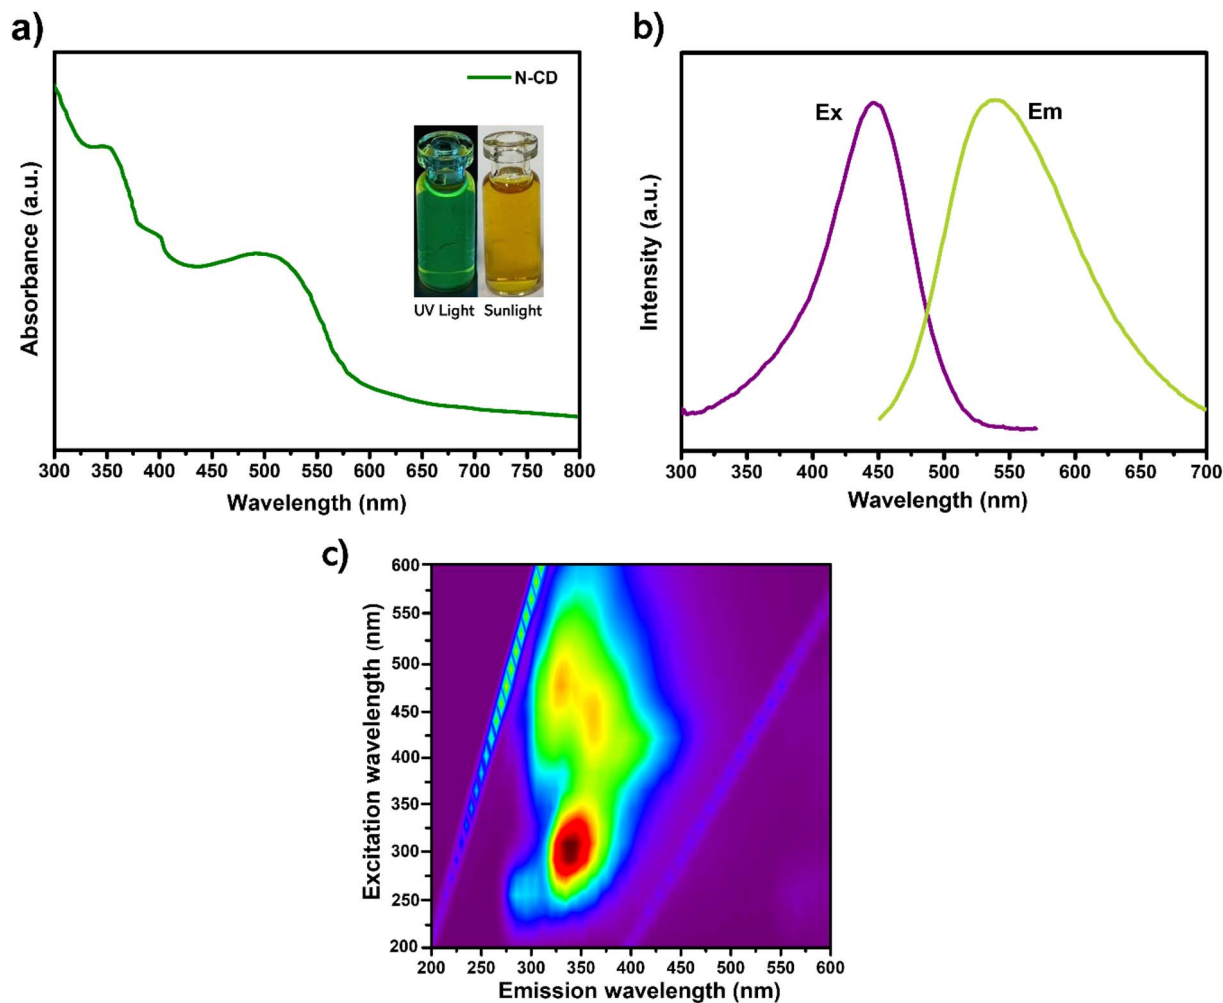 a)
N-CD
UV Light Sunlight
Absorbance (a.u.)
300 350 400 450 500 550 600 650 700 750 800
Wavelength (nm)
b)
Ex
Em
Intensity (a.u.)
300 350 400 450 500 550 600 650 700
Wavelength (nm)
c)
Excitation wavelength (nm)
600
550
500
450
400
350
300
250
200
200 250 300 350 400 450 500 550 600
Emission wavelength (nm)